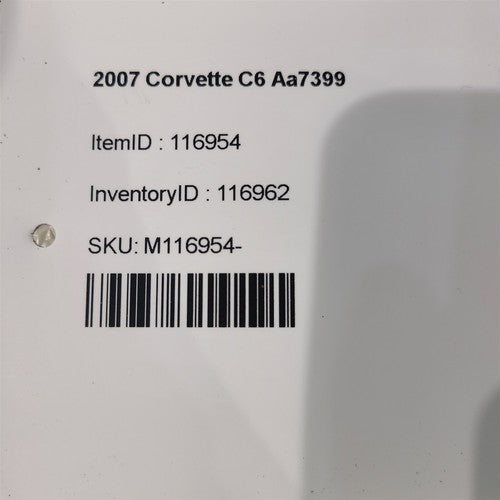 2007 Corvette C6 Aa7399
ItemID : 116954
InventoryID : 116962
SKU: M116954-